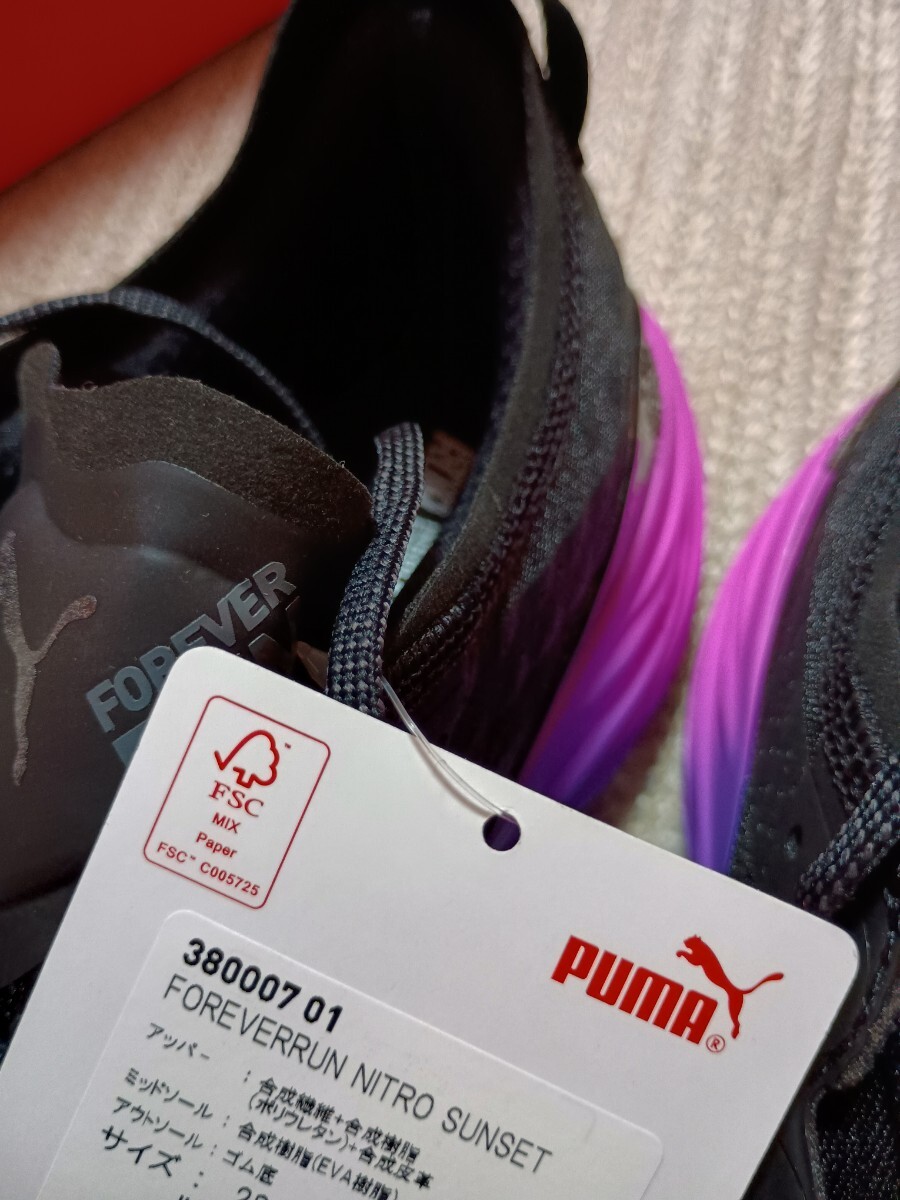 FOREVER
FSC™
MIX
Paper
FSC™ C005725
PUMA®
380007 01
FOREVERRUN NITRO SUNSET
アッパー : 合成繊維+合成樹脂
(ポリウレタン)+合成皮革
ミッドソール : 合成樹脂(EVA樹脂)
アウトソール : ゴム底
サイズ :